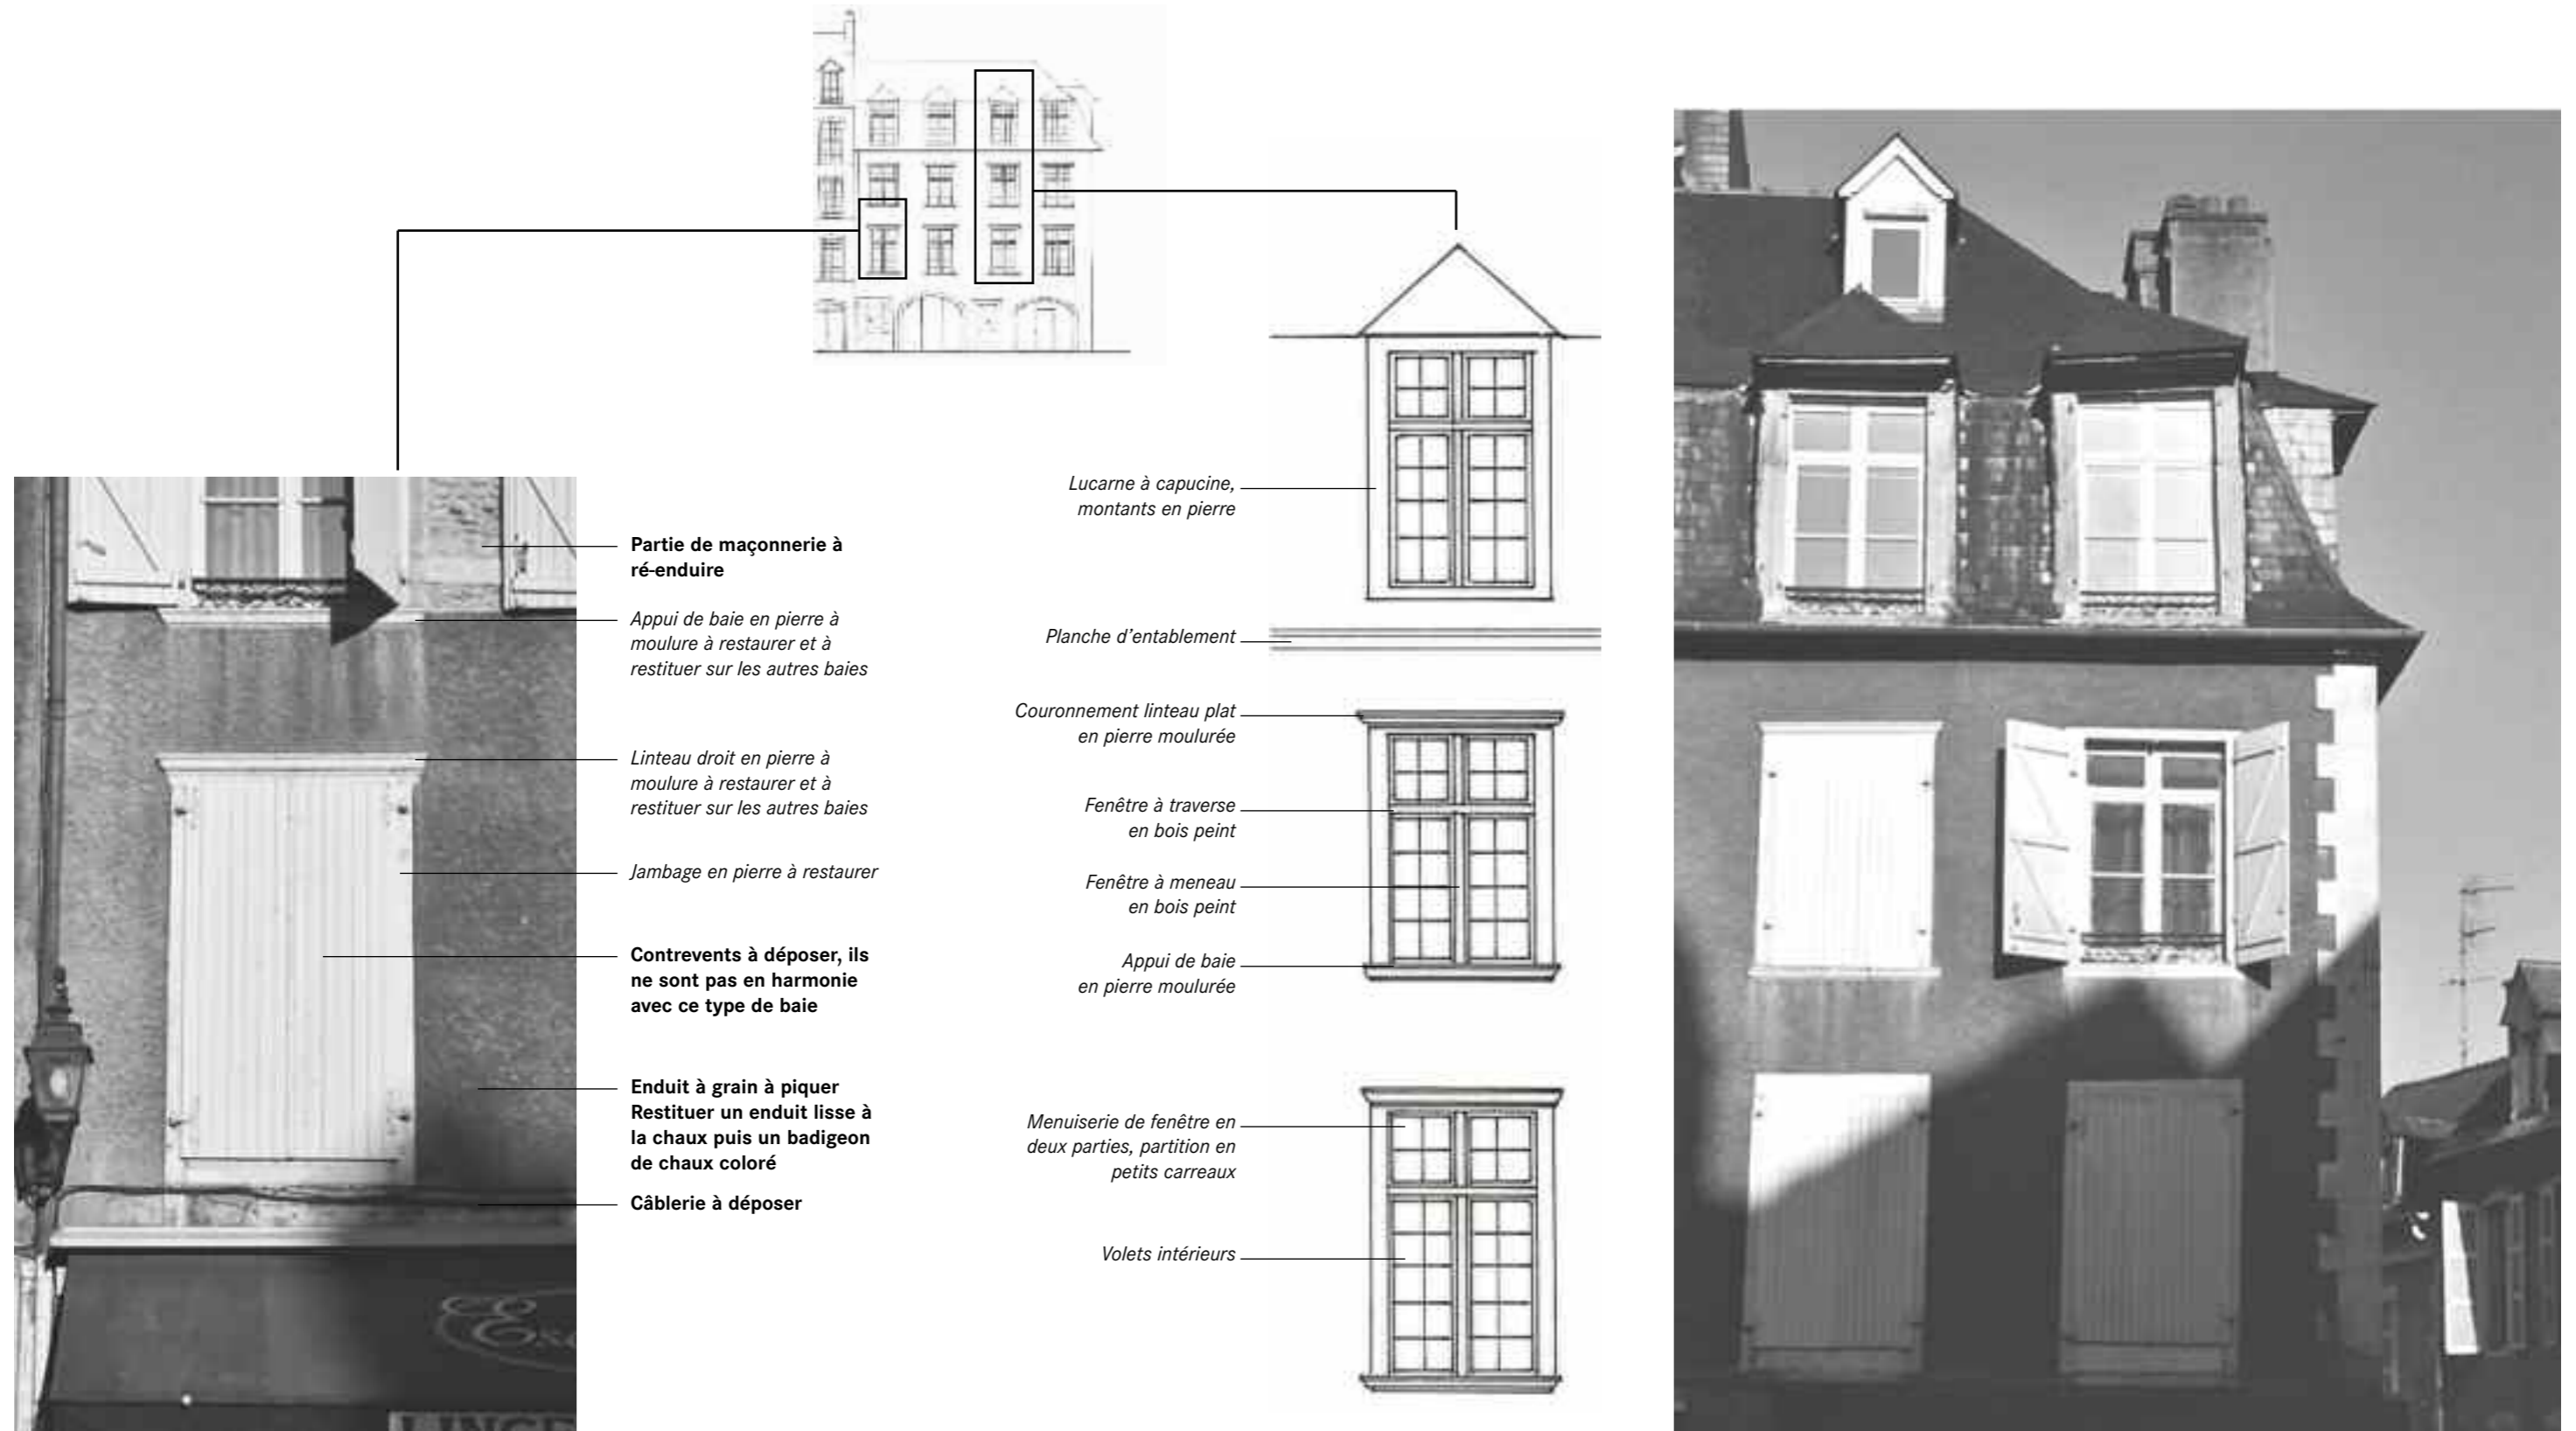 Partie de maçonnerie à
ré-enduire
Appui de baie en pierre à
moulure à restaurer et à
restituer sur les autres baies
Linteau droit en pierre à
moulure à restaurer et à
restituer sur les autres baies
Jambage en pierre à restaurer
Contrevents à déposer, ils
ne sont pas en harmonie
avec ce type de baie
Enduit à grain à piquer
Restituer un enduit lisse à
la chaux puis un badigeon
de chaux coloré
Câblerie à déposer
Lucarne à capucine,
montants en pierre
Planche d'entablement
Couronnement linteau plat
en pierre moulurée
Fenêtre à traverse
en bois peint
Fenêtre à meneau
en bois peint
Appui de baie
en pierre moulurée
Menuiserie de fenêtre en
deux parties, partition en
petits carreaux
Volets intérieurs